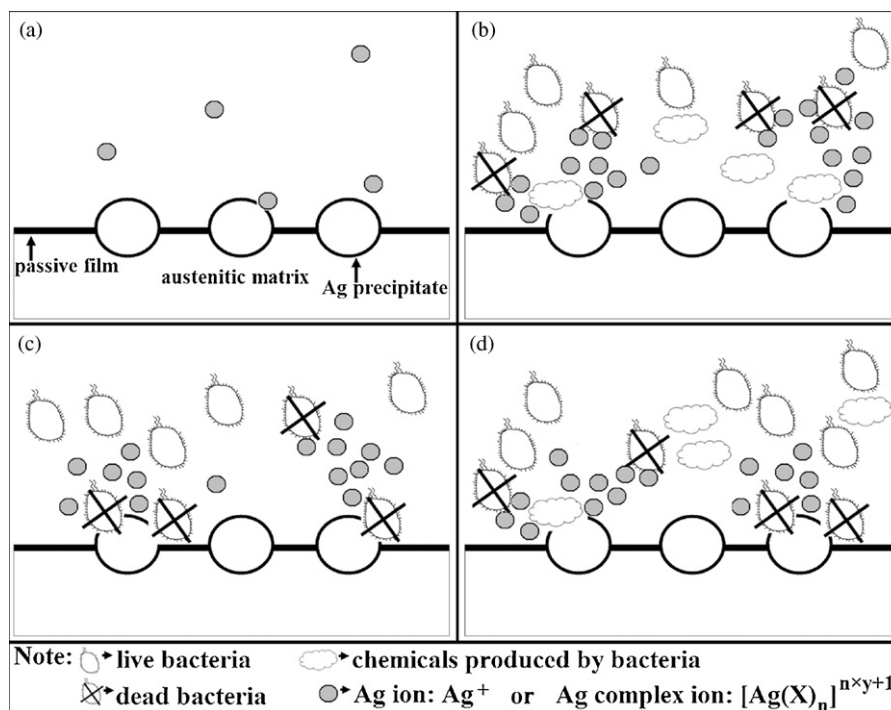 (a)
(b)
passive film
austenitic matrix
Ag precipitate
(c)
(d)
Note: live bacteria chemicals produced by bacteria
dead bacteria Ag ion: Ag⁺ or Ag complex ion: [Ag(X)ₙ]ⁿˣʸ⁺¹